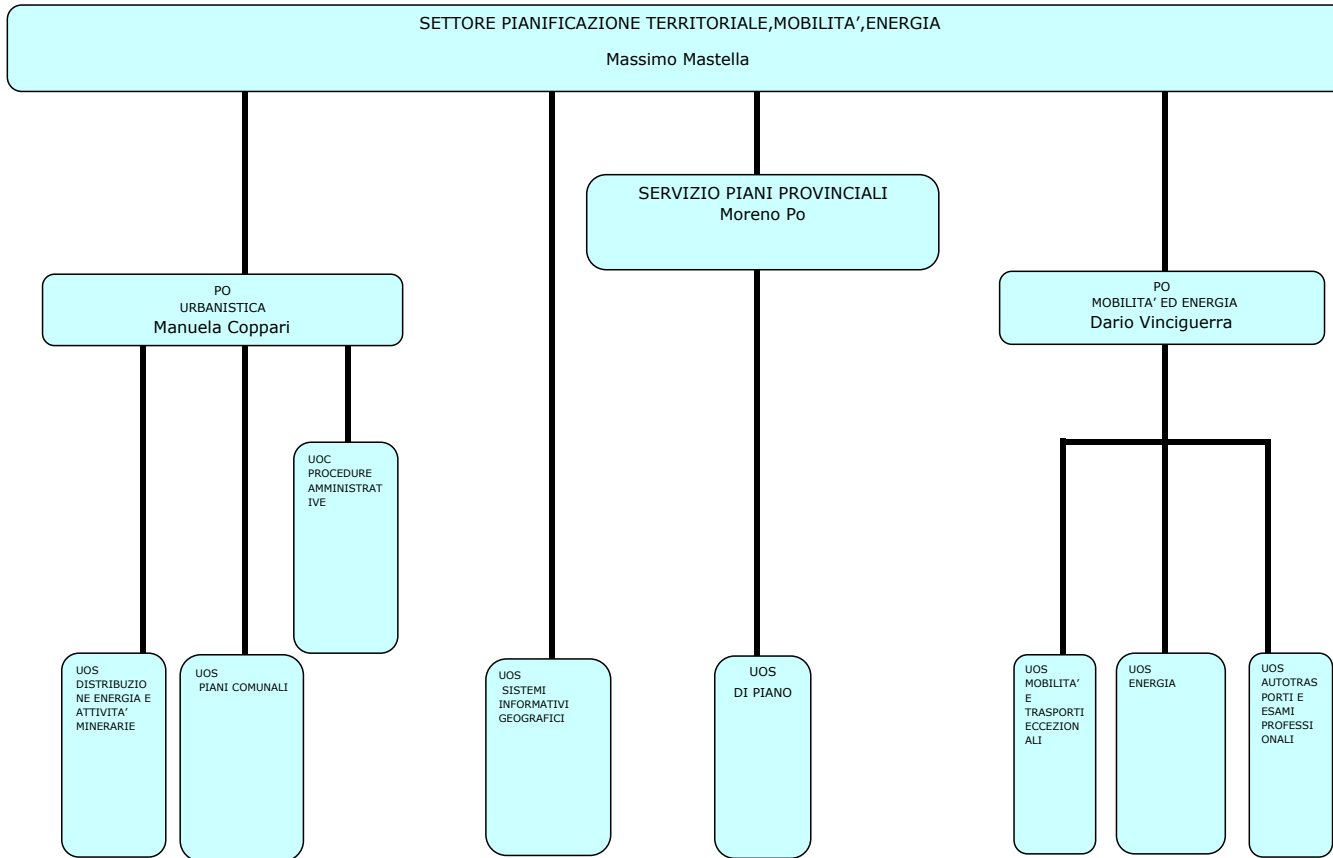 SETTORE PIANIFICAZIONE TERRITORIALE,MOBILITA’,ENERGIA
Massimo Mastella
SERVIZIO PIANI PROVINCIALI
Moreno Po
PO
URBANISTICA
Manuela Coppari
PO
MOBILITA’ ED ENERGIA
Dario Vinciguerra
UOC
PROCEDURE
AMMINISTRAT
IVE
UOS
DISTRIBUZIO
NE ENERGIA E
ATTIVITA’
MINERARIE
UOS
PIANI COMUNALI
UOS
SISTEMI
INFORMATIVI
GEOGRAFICI
UOS
DI PIANO
UOS
MOBILITA’
E
TRASPORTI
ECCEZION
ALI
UOS
ENERGIA
UOS
AUTOTRAS
PORTI E
ESAMI
PROFESSI
ONALI